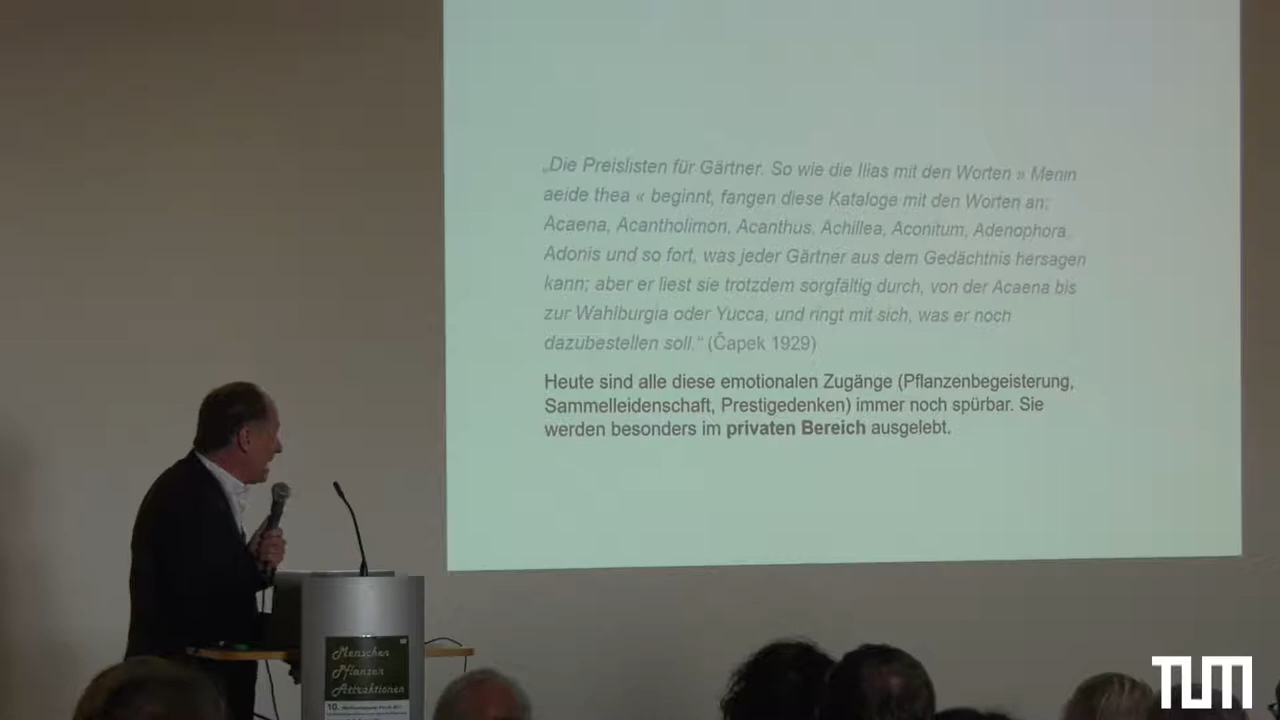 „Die Preislisten für Gärtner. So wie die Ilias mit den Worten » Menin
aeide thea « beginnt, fangen diese Kataloge mit den Worten an:
Acaena, Acantholimon, Acanthus, Achillea, Aconitum, Adenophora,
Adonis und so fort, was jeder Gärtner aus dem Gedächtnis hersagen
kann; aber er liest sie trotzdem sorgfältig durch, von der Acaena bis
zur Wahlburgia oder Yucca, und ringt mit sich, was er noch
dazubestellen soll.“ (Čapek 1929)
Heute sind alle diese emotionalen Zugänge (Pflanzenbegeisterung,
Sammelleidenschaft, Prestigedenken) immer noch spürbar. Sie
werden besonders im privaten Bereich ausgelebt.
Menschen
Pflanzen
Attraktionen
10.
TUM